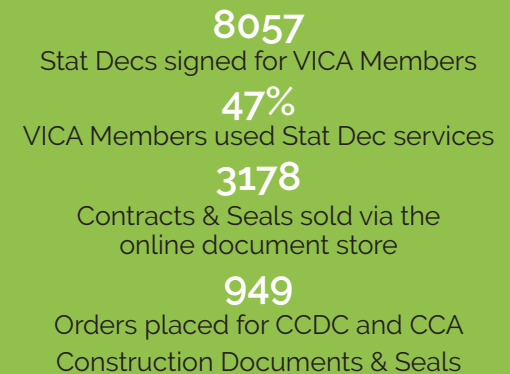 8057
Stat Decs signed for VICA Members
47%
VICA Members used Stat Dec services
3178
Contracts & Seals sold via the
online document store
949
Orders placed for CCDC and CCA
Construction Documents & Seals